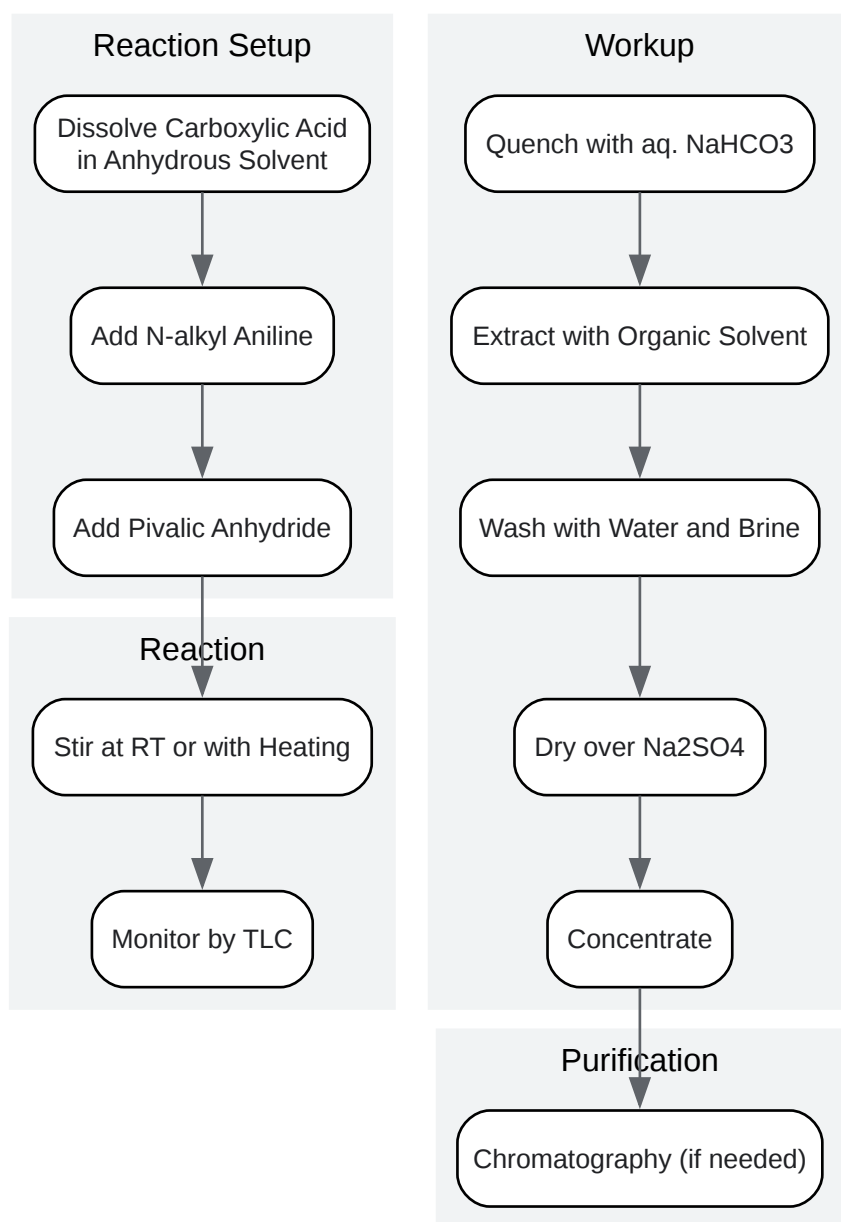 Reaction Setup
Dissolve Carboxylic Acid
in Anhydrous Solvent
Add N-alkyl Aniline
Add Pivalic Anhydride
Reaction
Stir at RT or with Heating
Monitor by TLC
Workup
Quench with aq. NaHCO3
Extract with Organic Solvent
Wash with Water and Brine
Dry over Na2SO4
Concentrate
Purification
Chromatography (if needed)